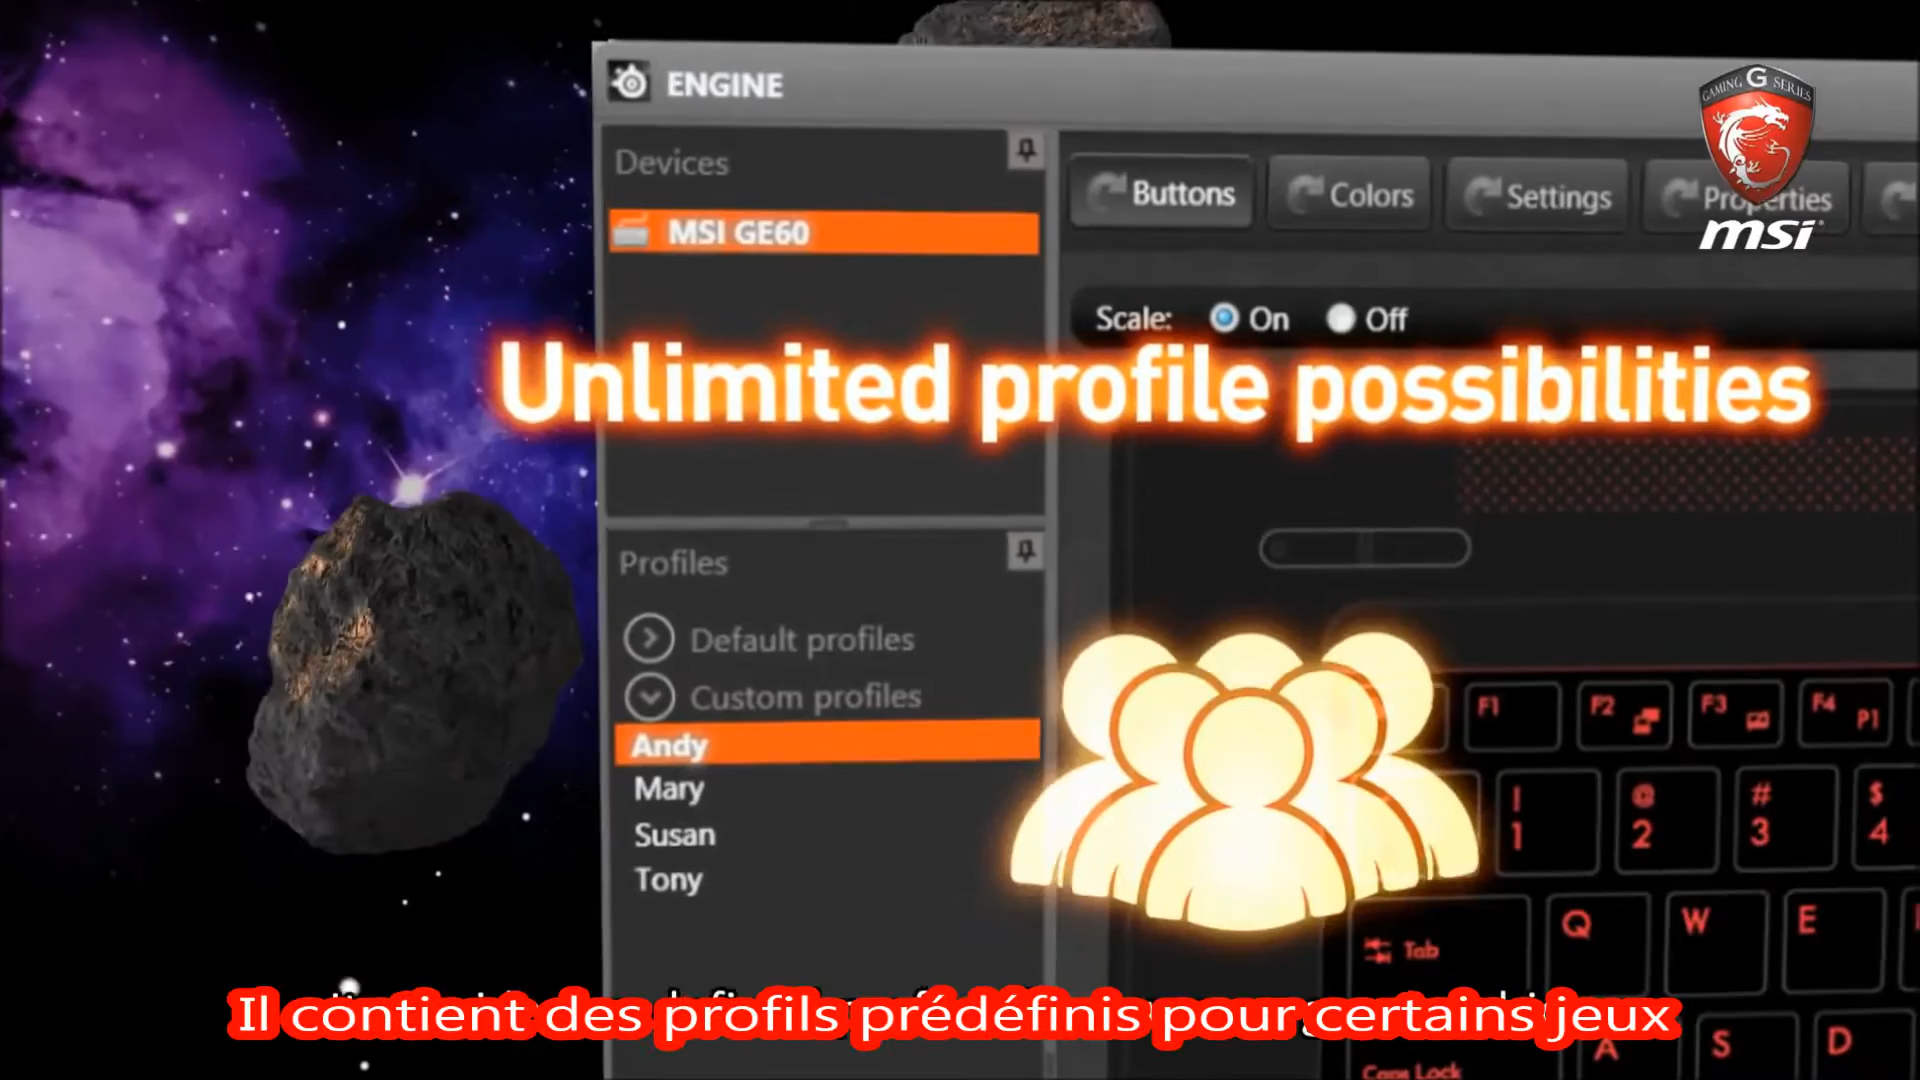 ENGINE
GAMING G SERIES
msi
Devices
MSI GE60
Buttons
Colors
Settings
Properties
Scale: On Off
Unlimited profile possibilities
Profiles
Default profiles
Custom profiles
Andy
Mary
Susan
Tony
F1
F2
F3
F4 P1
!
1
@
2
#
3
$
4
Tab
Q
W
E
Caps Lock
A
S
D
Il contient des profils prédéfinis pour certains jeux